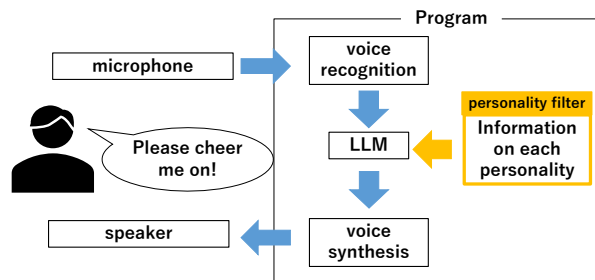 Program
microphone
voice
recognition
personality filter
Information
on each
personality
LLM
Please cheer
me on!
speaker
voice
synthesis